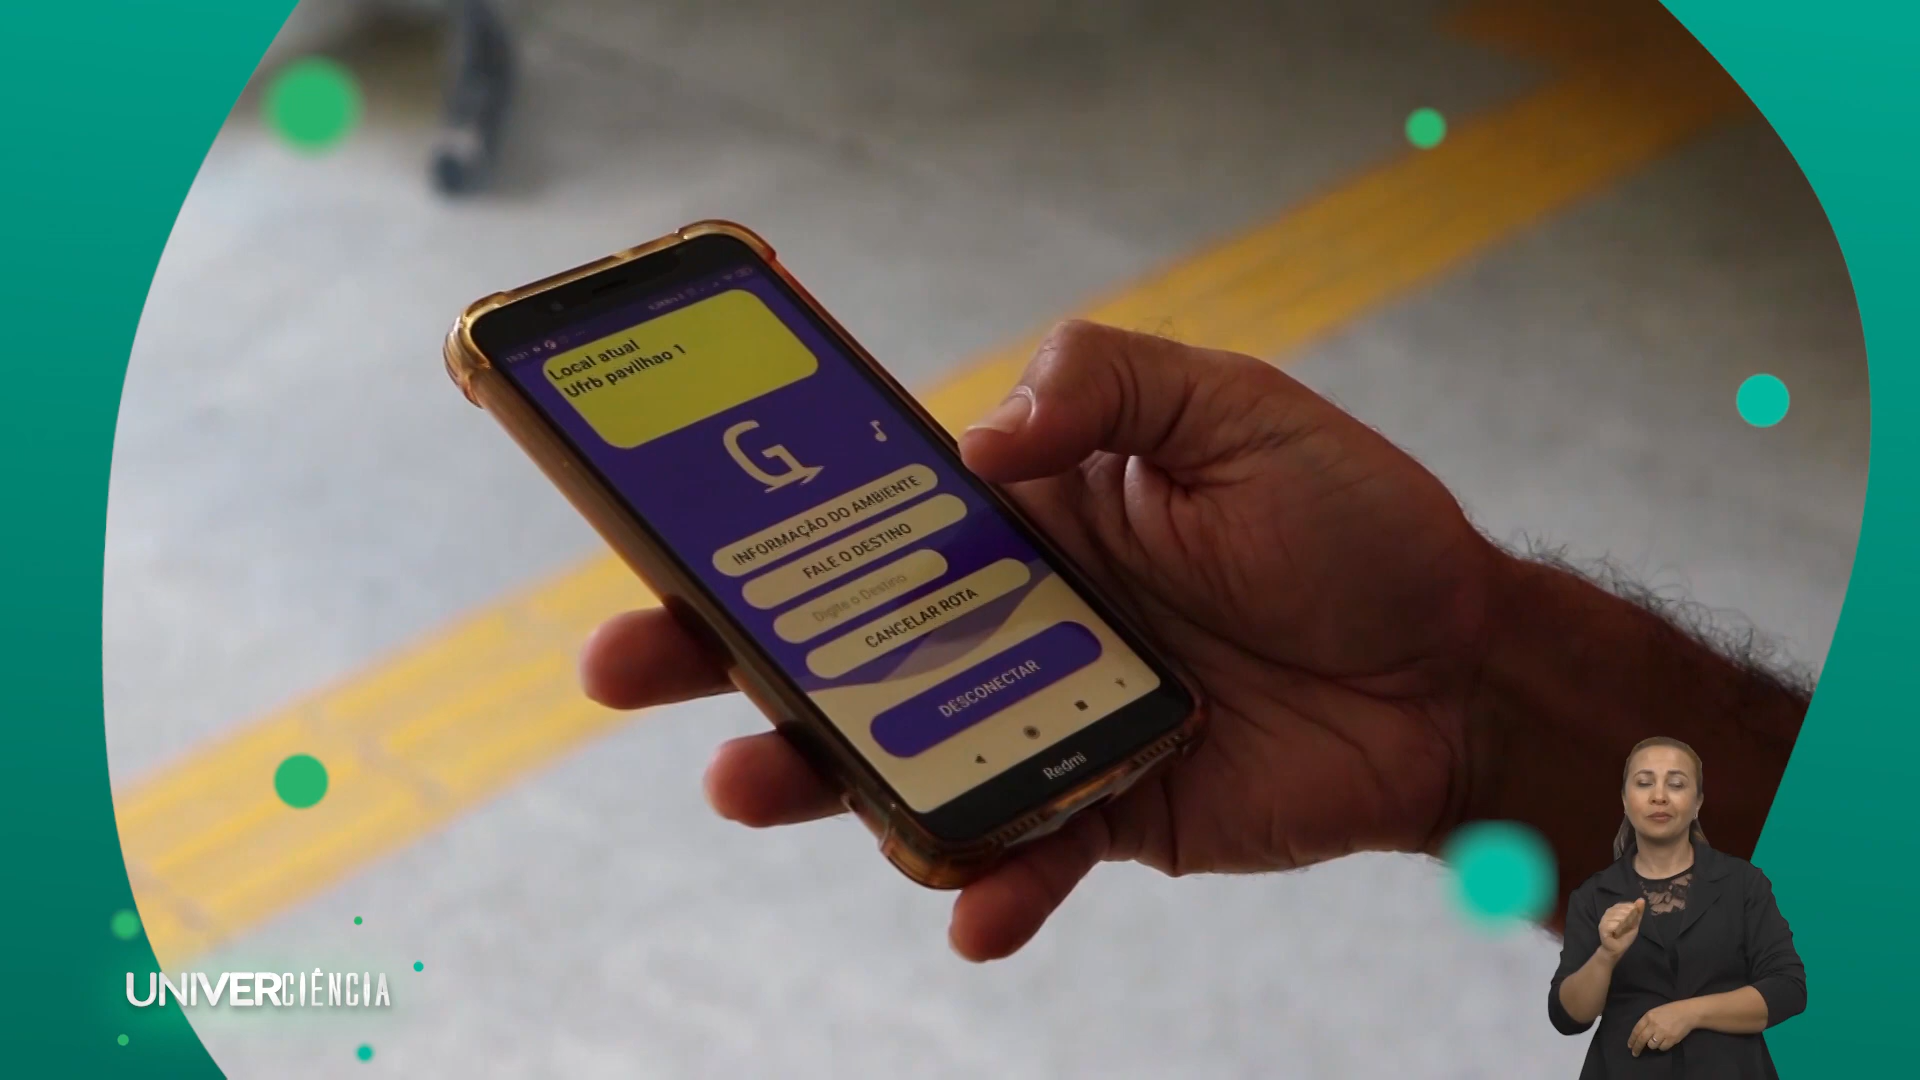 Local atual
Ufrb pavilhao 1
G
INFORMAÇÃO DO AMBIENTE
FALE O DESTINO
Digite o Destino
CANCELAR ROTA
DESCONECTAR
Redmi
UNIVERCIÊNCIA